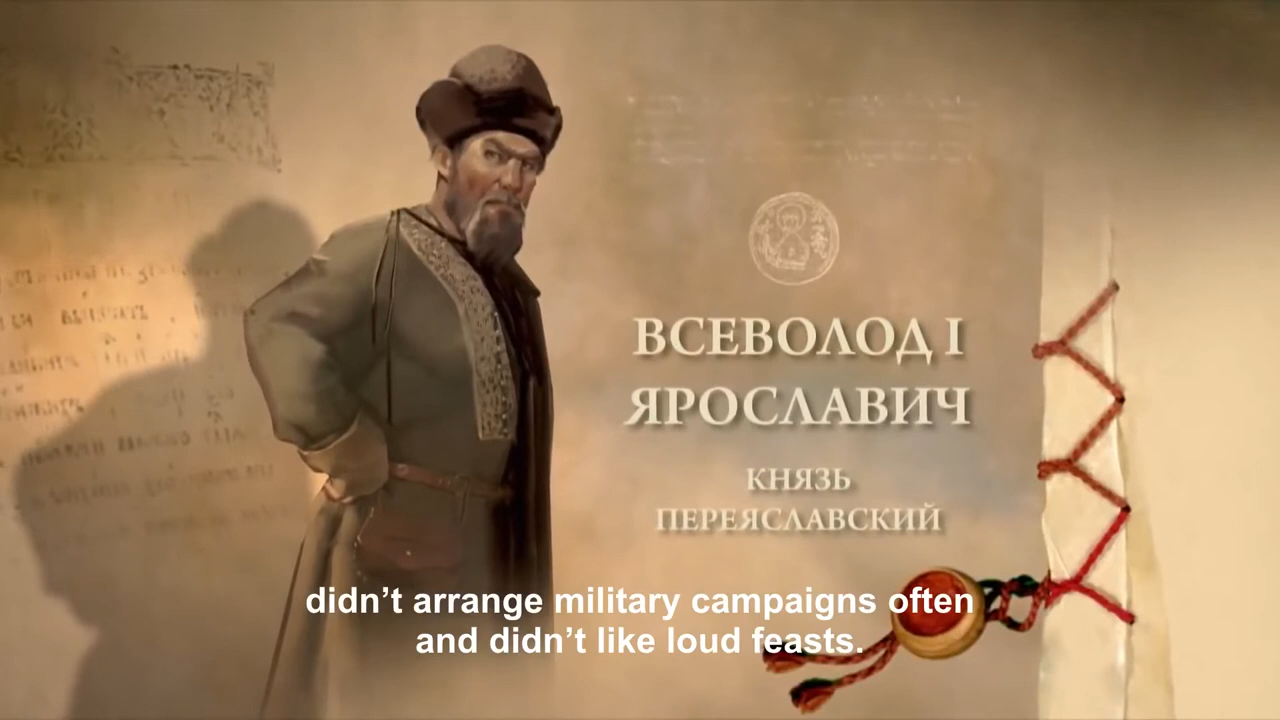 ВСЕВОЛОД I
ЯРОСЛАВИЧ
КНЯЗЬ
ПЕРЕЯСЛАВСКИЙ
didn’t arrange military campaigns often
and didn’t like loud feasts.